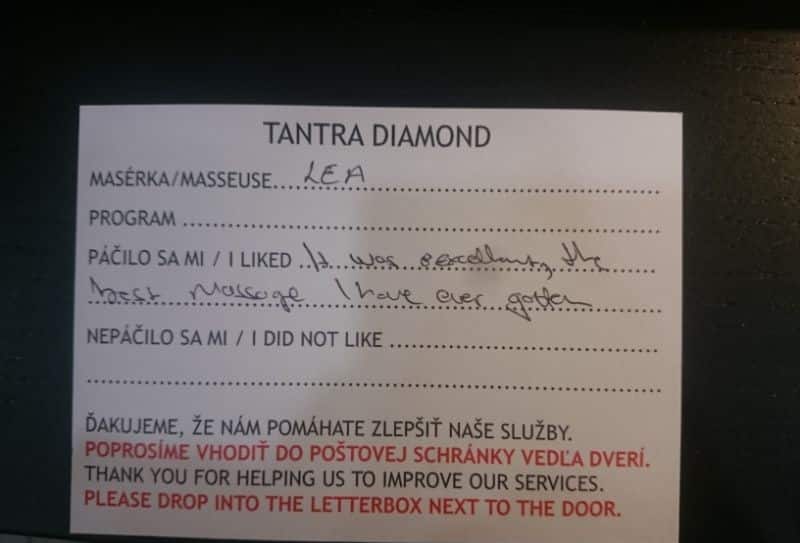 TANTRA DIAMOND
MASÉRKA/MASSEUSE....LEA....
PROGRAM ....
PÁČILO SA MI / I LIKED ...It was excellent, the
best massage I have ever gotten
NEPÁČILO SA MI / I DID NOT LIKE ....
....
ĎAKUJEME, ŽE NÁM POMÁHATE ZLEPŠIŤ NAŠE SLUŽBY.
POPROSÍME VHODIŤ DO POŠTOVEJ SCHRÁNKY VEDĽA DVERÍ.
THANK YOU FOR HELPING US TO IMPROVE OUR SERVICES.
PLEASE DROP INTO THE LETTERBOX NEXT TO THE DOOR.